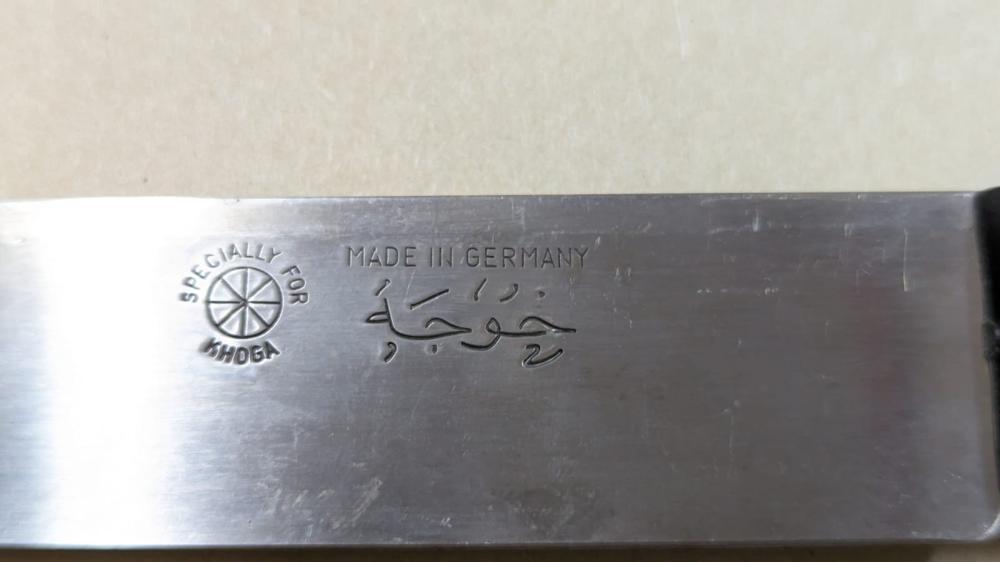 SPECIALLY FOR
KHOGA
MADE IN GERMANY
خوجة